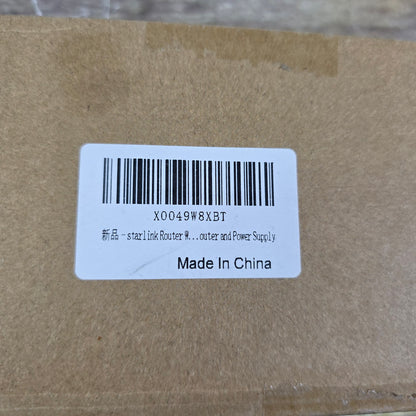 X0049W8XBT
新品 - starlink Router W...outer and Power Supply
Made In China